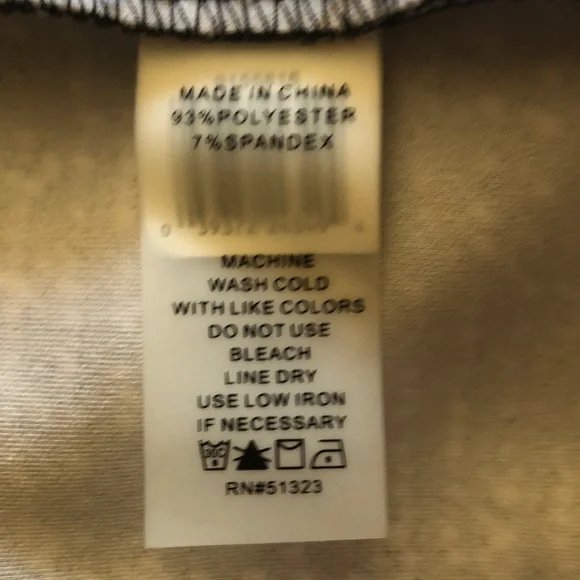 MADE IN CHINA
93%POLYESTER
7%SPANDEX
MACHINE
WASH COLD
WITH LIKE COLORS
DO NOT USE
BLEACH
LINE DRY
USE LOW IRON
IF NECESSARY
RN#51323